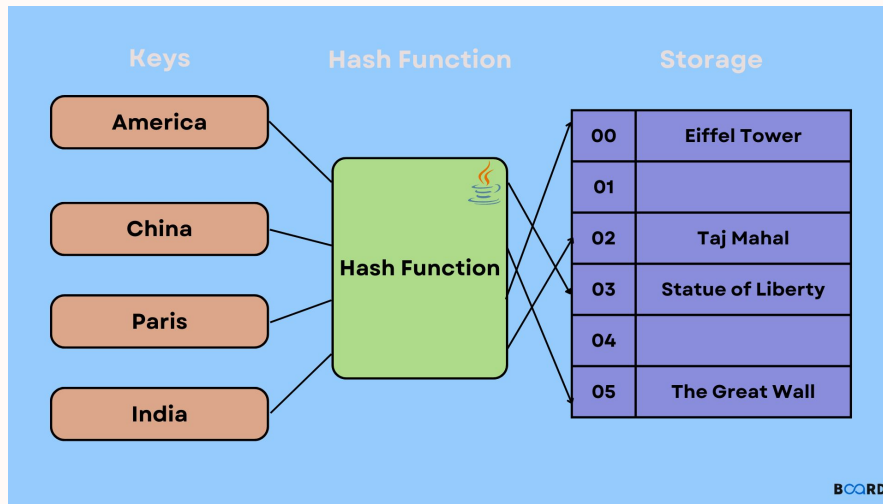 Keys
Hash Function
Storage
America
China
Paris
India
Hash Function
00 Eiffel Tower
01
02 Taj Mahal
03 Statue of Liberty
04
05 The Great Wall
BOARD